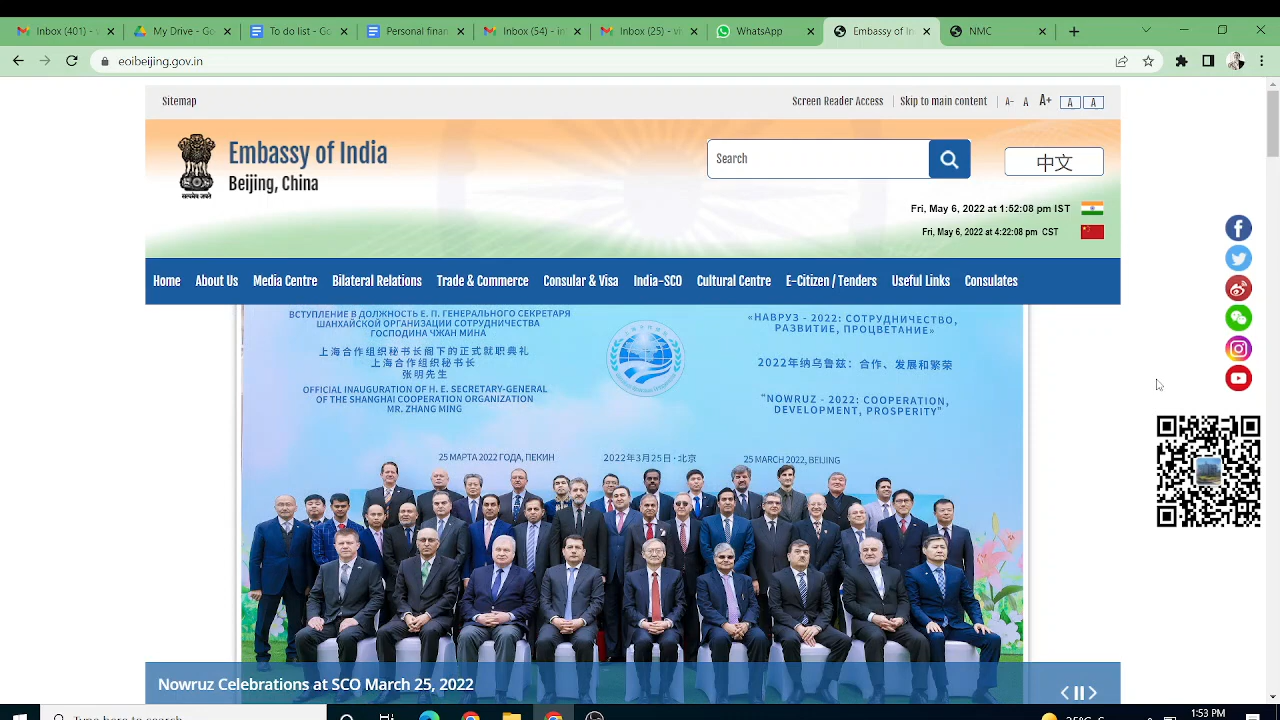 Inbox (401) - v
My Drive - Go
To do list - Go
Personal finan
Inbox (54) - in
Inbox (25) - vi
WhatsApp
Embassy of In
NMC
eoibeijing.gov.in
Sitemap
Screen Reader Access
Skip to main content
A-
A
A+
A
A
Embassy of India
Beijing, China
सत्यमेव जयते
Search
中文
Fri, May 6, 2022 at 1:52:08 pm IST
Fri, May 6, 2022 at 4:22:08 pm CST
Home
About Us
Media Centre
Bilateral Relations
Trade & Commerce
Consular & Visa
India-SCO
Cultural Centre
E-Citizen / Tenders
Useful Links
Consulates
ВСТУПЛЕНИЕ В ДОЛЖНОСТЬ Е. П. ГЕНЕРАЛЬНОГО СЕКРЕТАРЯ
ШАНХАЙСКОЙ ОРГАНИЗАЦИИ СОТРУДНИЧЕСТВА
ГОСПОДИНА ЧЖАН МИНА
上海合作组织秘书长阁下的正式就职典礼
上海合作组织秘书长
张明先生
OFFICIAL INAUGURATION OF H. E. SECRETARY-GENERAL
OF THE SHANGHAI COOPERATION ORGANIZATION
MR. ZHANG MING
«НАВРУЗ - 2022: СОТРУДНИЧЕСТВО,
РАЗВИТИЕ, ПРОЦВЕТАНИЕ»
2022年纳乌鲁兹：合作、发展和繁荣
“NOWRUZ - 2022: COOPERATION,
DEVELOPMENT, PROSPERITY”
25 МАРТА 2022 ГОДА, ПЕКИН
2022年3月25日·北京
25 MARCH 2022, BEIJING
Nowruz Celebrations at SCO March 25, 2022
Type here to search
1:53 PM